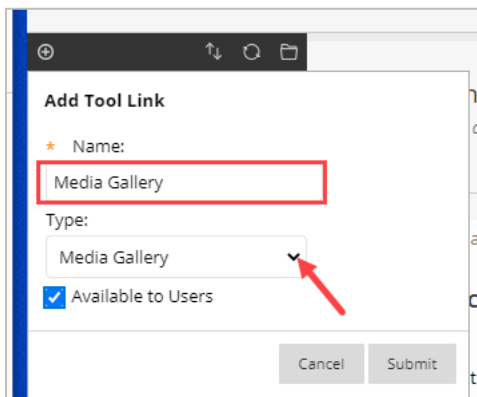 Add Tool Link
* Name:
Media Gallery
Type:
Media Gallery
Available to Users
Cancel Submit